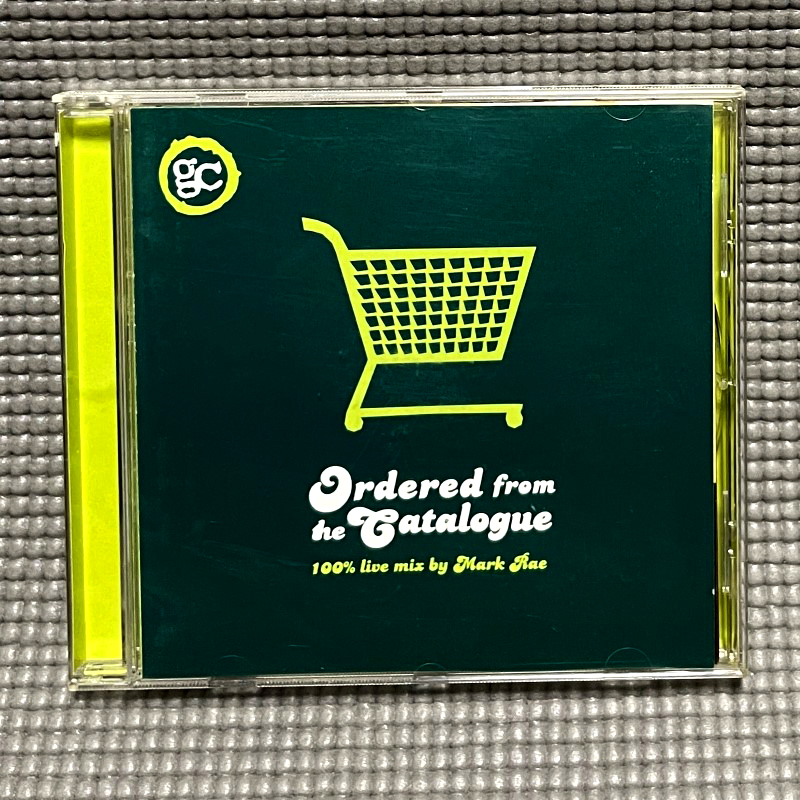 gc
Ordered from
the Catalogue
100% live mix by Mark Rae